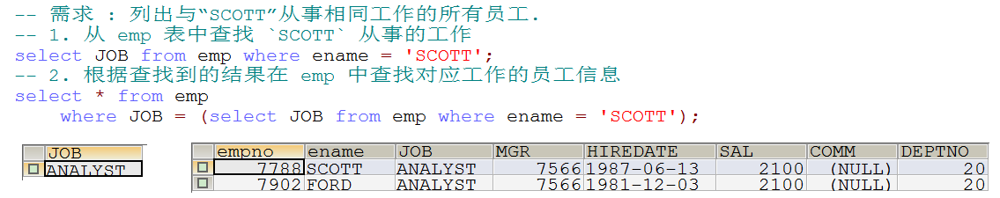 -- 需求 : 列出与“SCOTT”从事相同工作的所有员工.
-- 1. 从 emp 表中查找 `SCOTT` 从事的工作
select JOB from emp where ename = 'SCOTT';
-- 2. 根据查找到的结果在 emp 中查找对应工作的员工信息
select * from emp
    where JOB = (select JOB from emp where ename = 'SCOTT');
JOB
ANALYST
empno ename JOB MGR HIREDATE SAL COMM DEPTNO
7788 SCOTT ANALYST 7566 1987-06-13 2100 (NULL) 20
7902 FORD ANALYST 7566 1981-12-03 2100 (NULL) 20